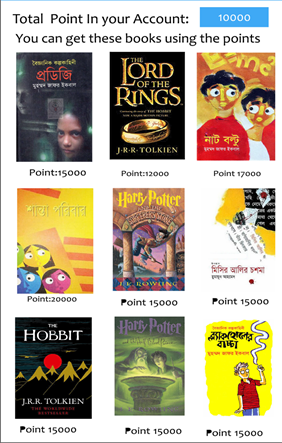 Total Point In your Account: 10000
You can get these books using the points
বৈজ্ঞানিক কল্পকাহিনী
প্রডিজি
মুহম্মদ জাফর ইকবাল
THE
LORD
OF THE
RINGS
J·R·R·TOLKIEN
নাট বল্টু
মুহম্মদ জাফর ইকবাল
Point:15000
Point:12000
Point 17000
শান্তা পরিবার
Harry Potter
J.K. ROWLING
মিসির আলির চশমা
হুমায়ূন আহমেদ
Point:20000
Point 15000
Point 15000
THE
HOBBIT
J.R.R. TOLKIEN
Harry Potter
মুহম্মদ জাফর ইকবাল
Point 15000
Point 15000
Point 15000